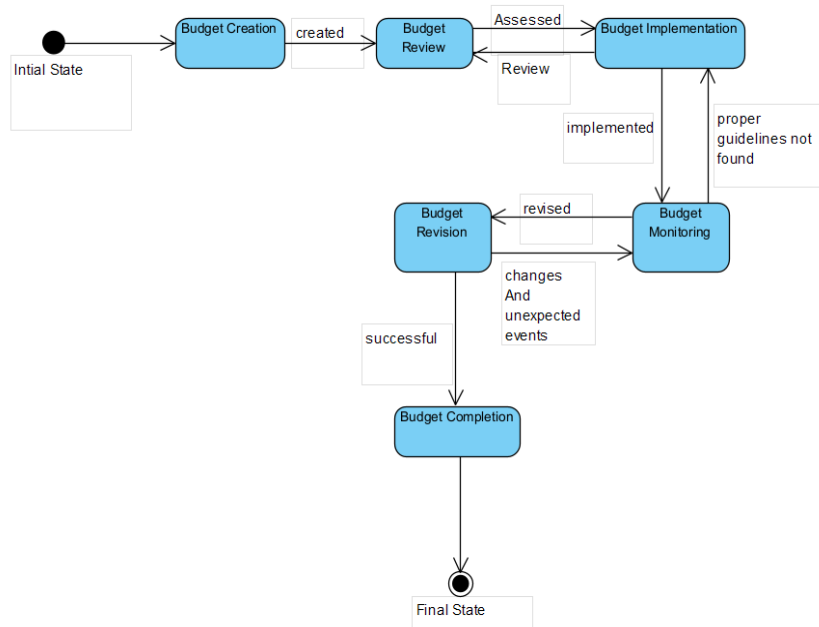 Budget Creation
created
Budget
Review
Assessed
Review
Budget Implementation
Intial State
implemented
proper
guidelines not
found
Budget
Revision
revised
Budget
Monitoring
changes
And
unexpected
events
successful
Budget Completion
Final State